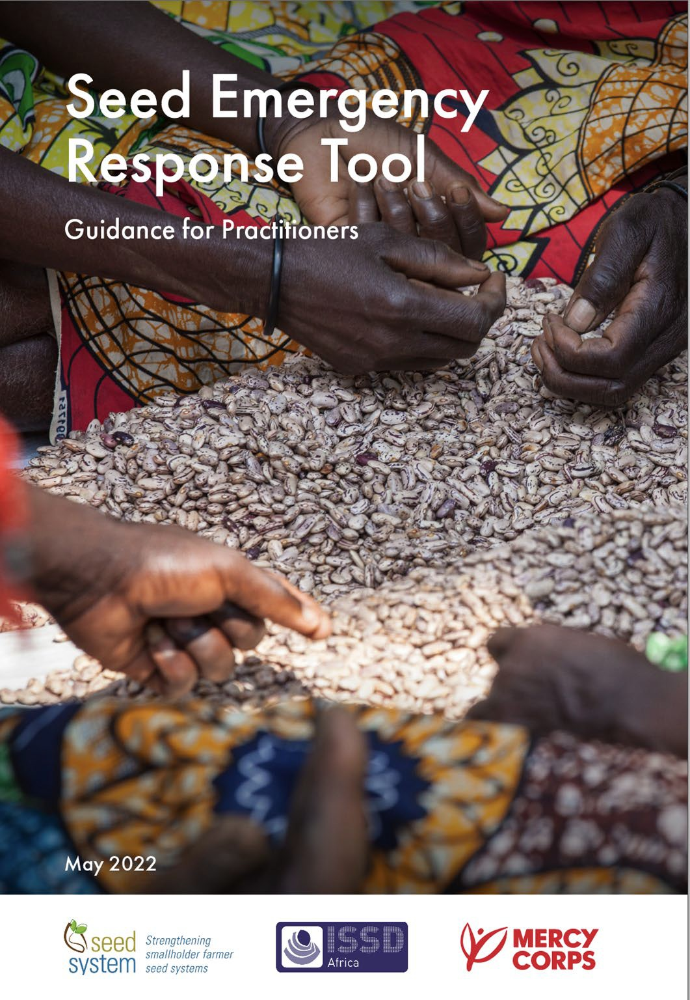 Seed Emergency
Response Tool
Guidance for Practitioners
May 2022
seed
system
Strengthening
smallholder farmer
seed systems
ISSD
Africa
MERCY
CORPS